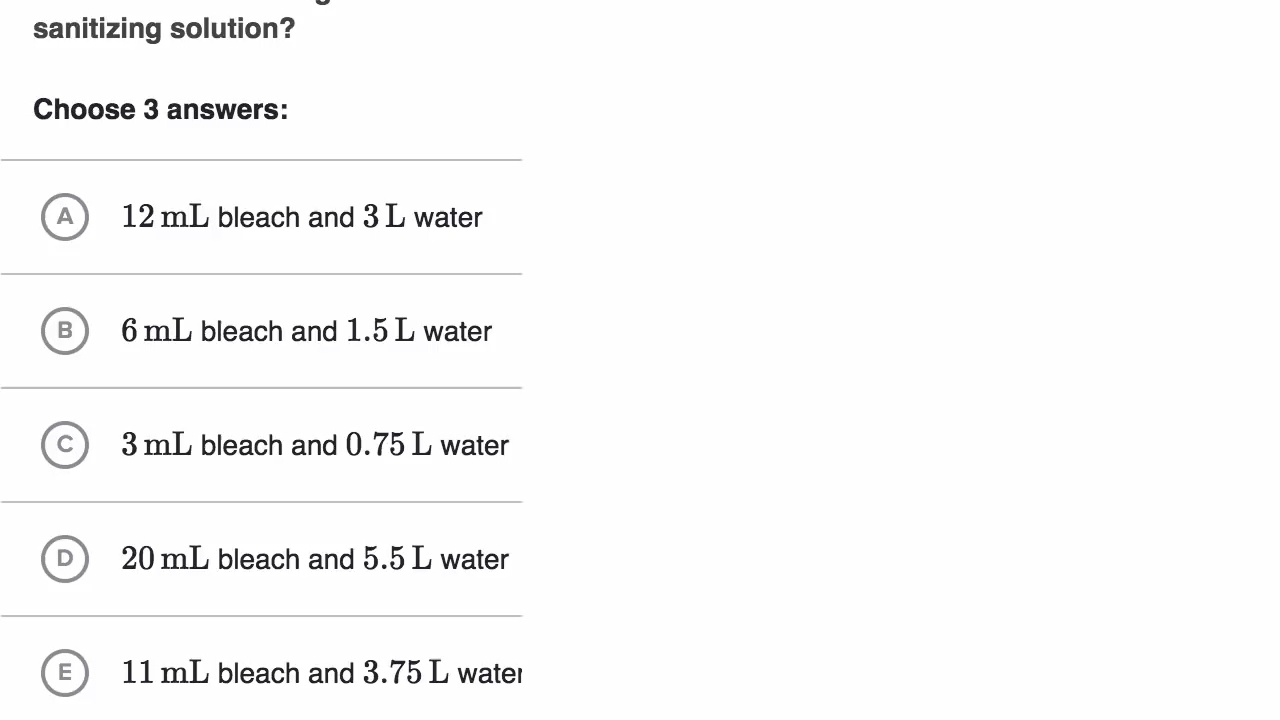 sanitizing solution?
Choose 3 answers:
A 12 mL bleach and 3 L water
B 6 mL bleach and 1.5 L water
C 3 mL bleach and 0.75 L water
D 20 mL bleach and 5.5 L water
E 11 mL bleach and 3.75 L water